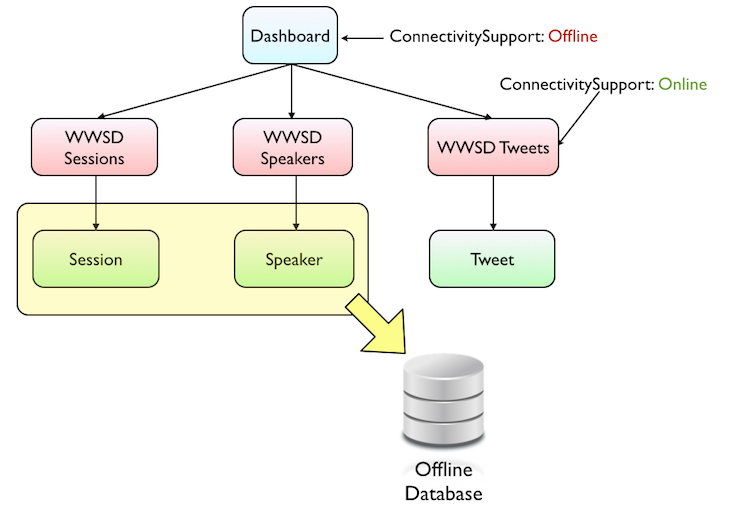 Dashboard
ConnectivitySupport: Offline
ConnectivitySupport: Online
WWSD
Sessions
WWSD
Speakers
WWSD Tweets
Session
Speaker
Tweet
Offline
Database